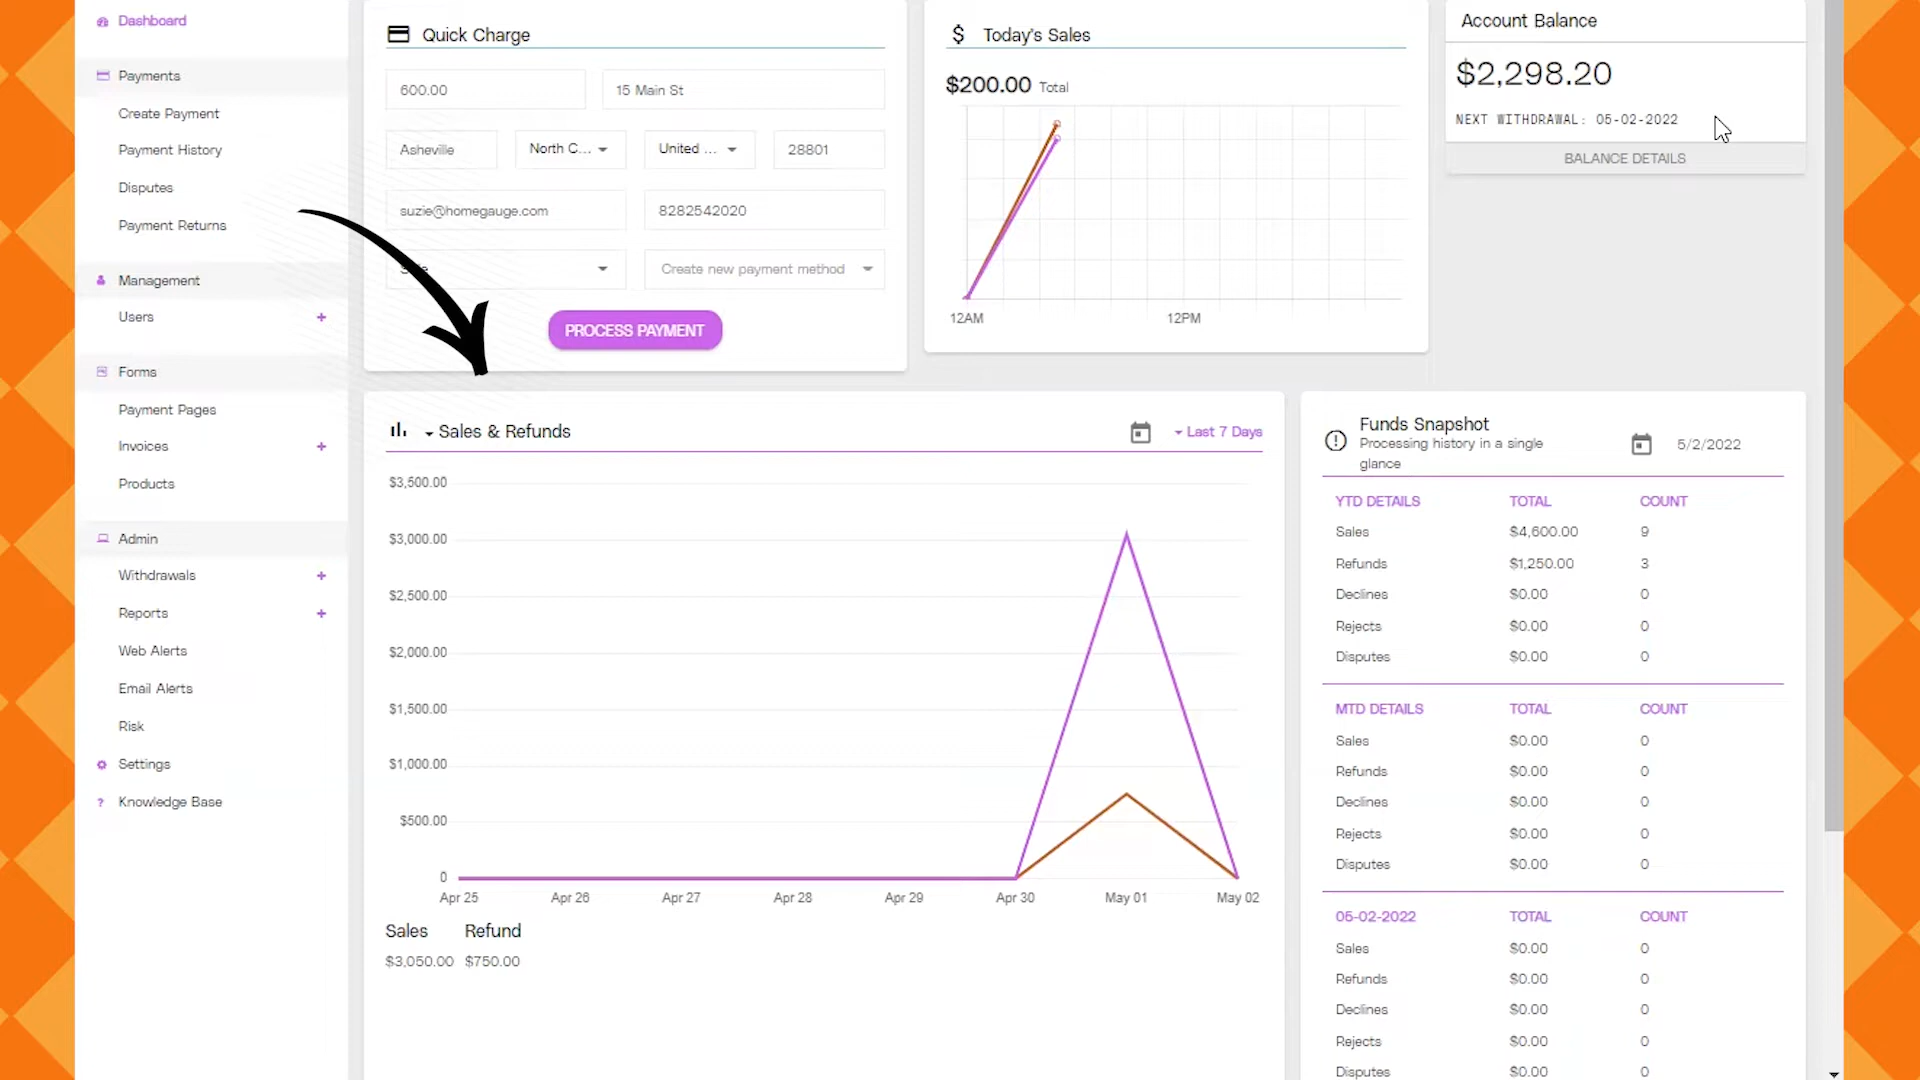 Dashboard
Payments
Create Payment
Payment History
Disputes
Payment Returns
Management
Users +
Forms
Payment Pages
Invoices +
Products
Admin
Withdrawals +
Reports +
Web Alerts
Email Alerts
Risk
Settings
? Knowledge Base
Quick Charge
600.00 15 Main St
Asheville North C... United ... 28801
suzie@homegauge.com 8282542020
Create new payment method
PROCESS PAYMENT
$ Today's Sales
$200.00 Total
12AM 12PM
Account Balance
$2,298.20
NEXT WITHDRAWAL: 05-02-2022
BALANCE DETAILS
Sales & Refunds Last 7 Days
$3,500.00
$3,000.00
$2,500.00
$2,000.00
$1,500.00
$1,000.00
$500.00
0
Apr 25 Apr 26 Apr 27 Apr 28 Apr 29 Apr 30 May 01 May 02
Sales Refund
$3,050.00 $750.00
Funds Snapshot
Processing history in a single
glance
5/2/2022
YTD DETAILS TOTAL COUNT
Sales $4,600.00 9
Refunds $1,250.00 3
Declines $0.00 0
Rejects $0.00 0
Disputes $0.00 0
MTD DETAILS TOTAL COUNT
Sales $0.00 0
Refunds $0.00 0
Declines $0.00 0
Rejects $0.00 0
Disputes $0.00 0
05-02-2022 TOTAL COUNT
Sales $0.00 0
Refunds $0.00 0
Declines $0.00 0
Rejects $0.00 0
Disputes $0.00 0